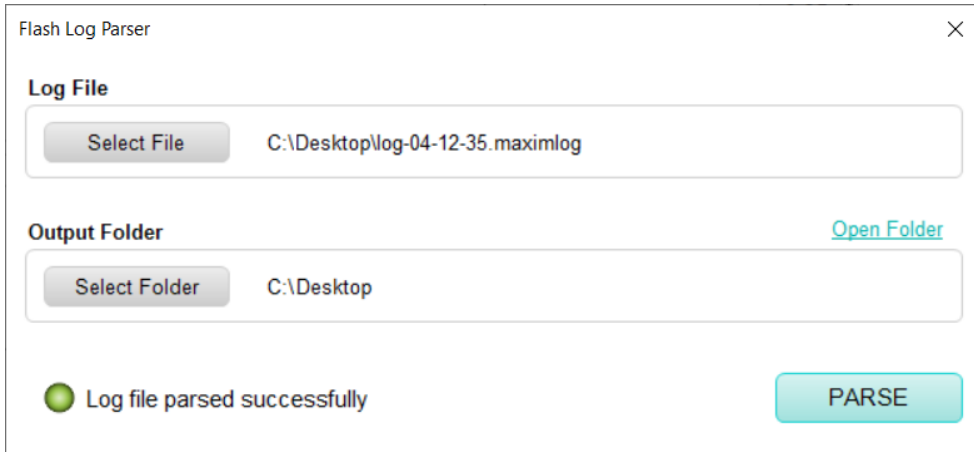 Flash Log Parser
Log File
Select File C:\Desktop\log-04-12-35.maximlog
Output Folder Open Folder
Select Folder C:\Desktop
Log file parsed successfully PARSE